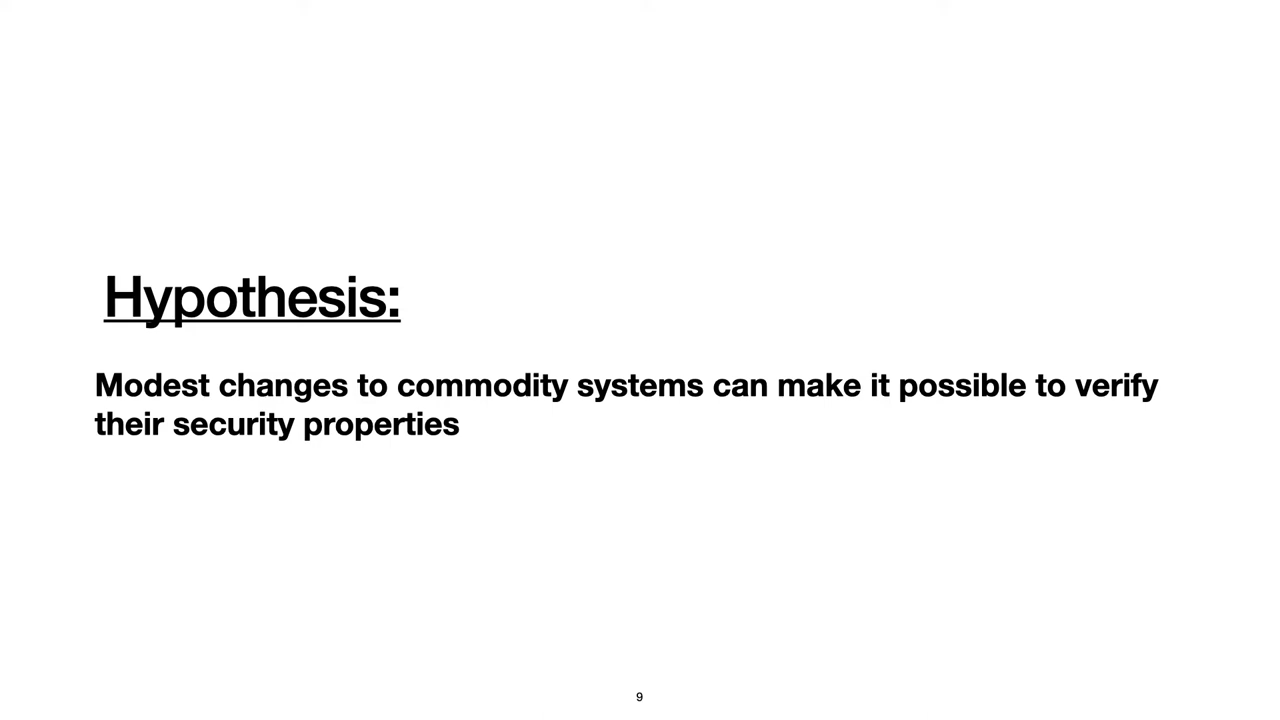 Hypothesis:
Modest changes to commodity systems can make it possible to verify
their security properties
9